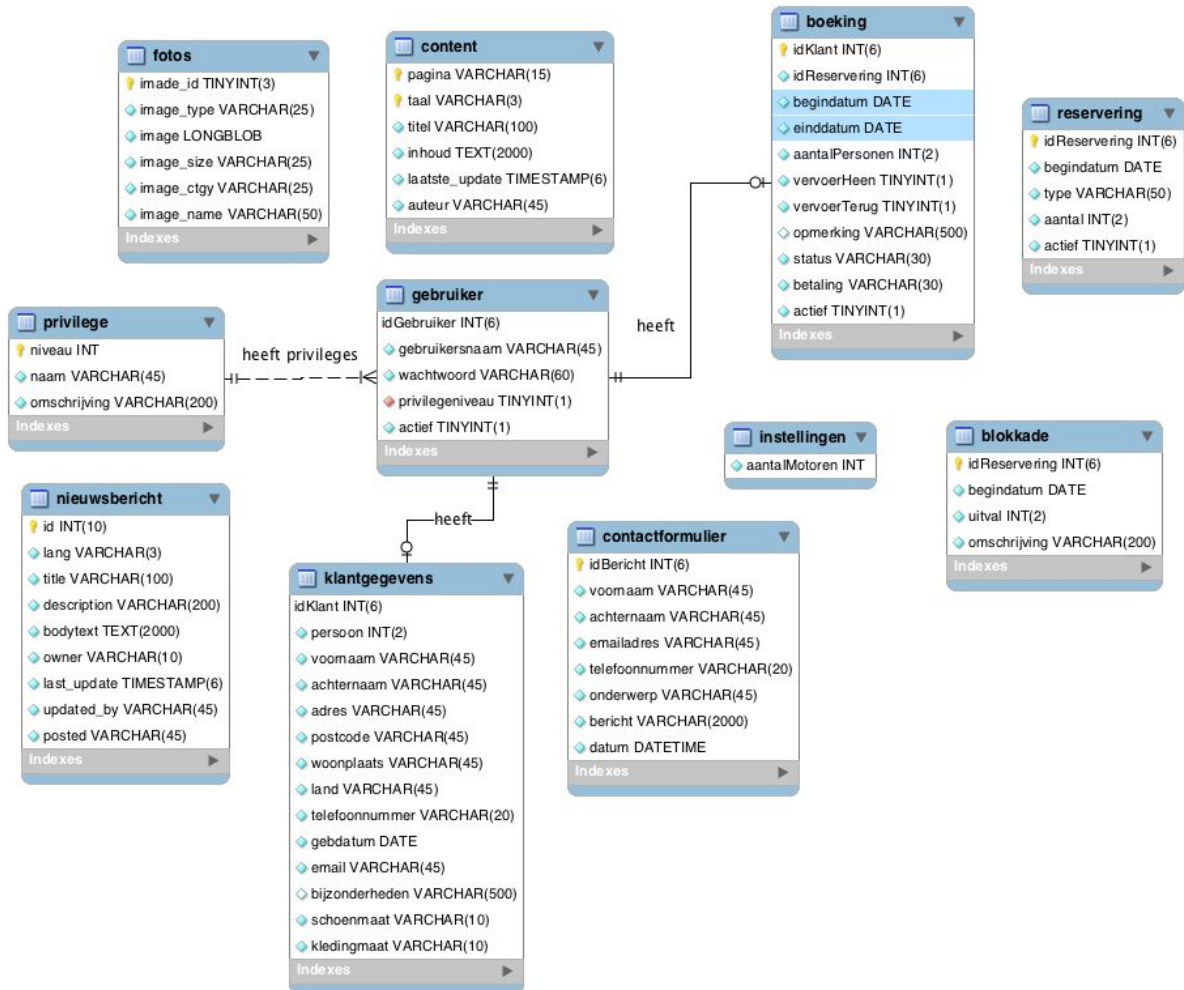 fotos
imade_id TINYINT(3)
image_type VARCHAR(25)
image LONGBLOB
image_size VARCHAR(25)
image_ctgy VARCHAR(25)
image_name VARCHAR(50)
Indexes
content
pagina VARCHAR(15)
taal VARCHAR(3)
titel VARCHAR(100)
inhoud TEXT(2000)
laatste_update TIMESTAMP(6)
auteur VARCHAR(45)
Indexes
boeking
idKlant INT(6)
idReservering INT(6)
begindatum DATE
einddatum DATE
aantalPersonen INT(2)
vervoerHeen TINYINT(1)
vervoerTerug TINYINT(1)
opmerking VARCHAR(500)
status VARCHAR(30)
betaling VARCHAR(30)
actief TINYINT(1)
Indexes
reservering
idReservering INT(6)
begindatum DATE
type VARCHAR(50)
aantal INT(2)
actief TINYINT(1)
Indexes
privilege
niveau INT
naam VARCHAR(45)
omschrijving VARCHAR(200)
Indexes
heeft privileges
gebruiker
idGebruiker INT(6)
gebruikersnaam VARCHAR(45)
wachtwoord VARCHAR(60)
privilegeniveau TINYINT(1)
actief TINYINT(1)
Indexes
heeft
instellingen
aantalMotoren INT
blokkade
idReservering INT(6)
begindatum DATE
uitval INT(2)
omschrijving VARCHAR(200)
Indexes
nieuwsbericht
id INT(10)
lang VARCHAR(3)
title VARCHAR(100)
description VARCHAR(200)
bodytext TEXT(2000)
owner VARCHAR(10)
last_update TIMESTAMP(6)
updated_by VARCHAR(45)
posted VARCHAR(45)
Indexes
heeft
klantgegevens
idKlant INT(6)
persoon INT(2)
voornaam VARCHAR(45)
achternaam VARCHAR(45)
adres VARCHAR(45)
postcode VARCHAR(45)
woonplaats VARCHAR(45)
land VARCHAR(45)
telefoonnummer VARCHAR(20)
gebdatum DATE
email VARCHAR(45)
bijzonderheden VARCHAR(500)
schoenmaat VARCHAR(10)
kledingmaat VARCHAR(10)
Indexes
contactformulier
idBericht INT(6)
voornaam VARCHAR(45)
achternaam VARCHAR(45)
emailadres VARCHAR(45)
telefoonnummer VARCHAR(20)
onderwerp VARCHAR(45)
bericht VARCHAR(2000)
datum DATETIME
Indexes